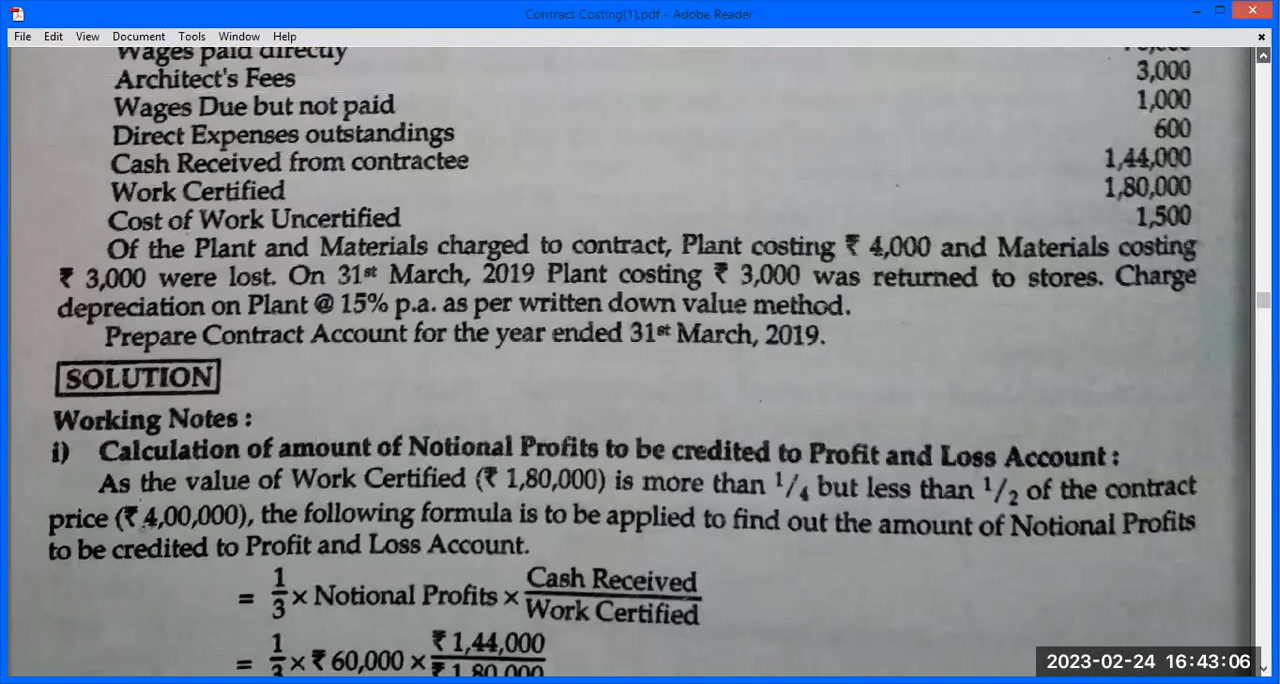 Contract Costing(1).pdf - Adobe Reader
File Edit View Document Tools Window Help
Wages paid directly
Architect's Fees 3,000
Wages Due but not paid 1,000
Direct Expenses outstandings 600
Cash Received from contractee 1,44,000
Work Certified 1,80,000
Cost of Work Uncertified 1,500
Of the Plant and Materials charged to contract, Plant costing ₹ 4,000 and Materials costing
₹ 3,000 were lost. On 31st March, 2019 Plant costing ₹ 3,000 was returned to stores. Charge
depreciation on Plant @ 15% p.a. as per written down value method.
Prepare Contract Account for the year ended 31st March, 2019.
SOLUTION
Working Notes :
i) Calculation of amount of Notional Profits to be credited to Profit and Loss Account :
As the value of Work Certified (₹ 1,80,000) is more than 1/4 but less than 1/2 of the contract
price (₹ 4,00,000), the following formula is to be applied to find out the amount of Notional Profits
to be credited to Profit and Loss Account.
= 1/3 × Notional Profits × Cash Received / Work Certified
= 1/3 × ₹ 60,000 × ₹ 1,44,000 / ₹ 1,80,000
2023-02-24 16:43:06